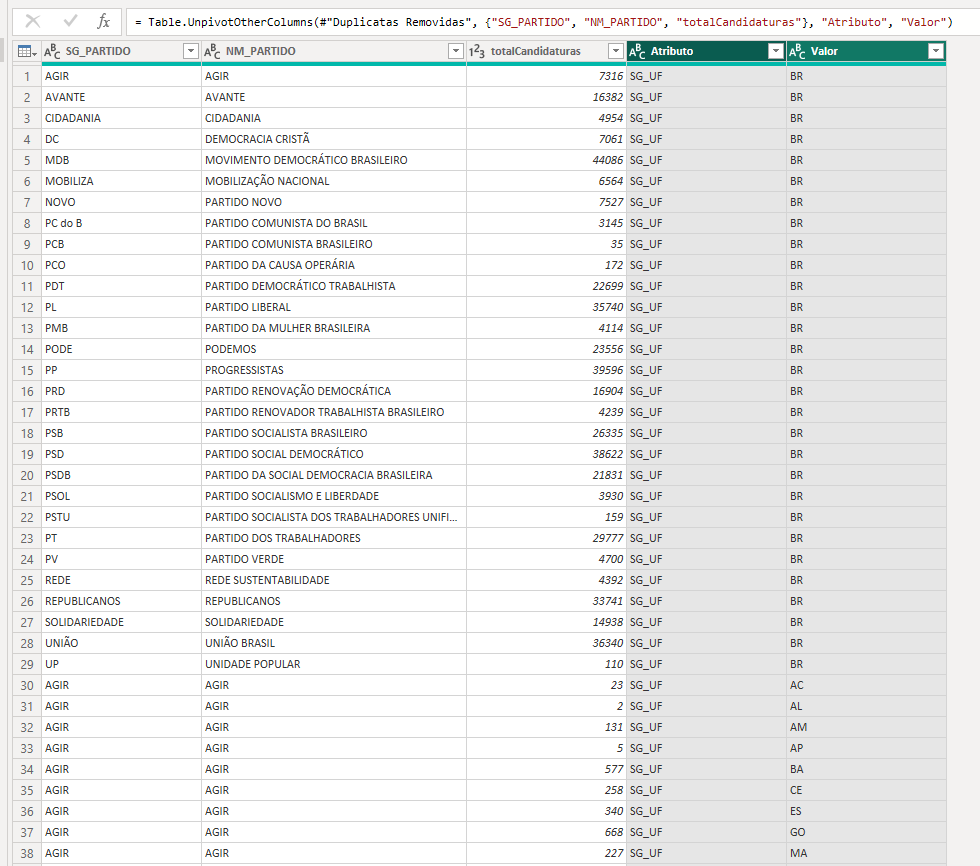 fx = Table.UnpivotOtherColumns(#"Duplicatas Removidas", {"SG_PARTIDO", "NM_PARTIDO", "totalCandidaturas"}, "Atributo", "Valor")
ABC SG_PARTIDO ABC NM_PARTIDO 123 totalCandidaturas ABC Atributo ABC Valor
1 AGIR AGIR 7316 SG_UF BR
2 AVANTE AVANTE 16382 SG_UF BR
3 CIDADANIA CIDADANIA 4954 SG_UF BR
4 DC DEMOCRACIA CRISTÃ 7061 SG_UF BR
5 MDB MOVIMENTO DEMOCRÁTICO BRASILEIRO 44086 SG_UF BR
6 MOBILIZA MOBILIZAÇÃO NACIONAL 6564 SG_UF BR
7 NOVO PARTIDO NOVO 7527 SG_UF BR
8 PC do B PARTIDO COMUNISTA DO BRASIL 3145 SG_UF BR
9 PCB PARTIDO COMUNISTA BRASILEIRO 35 SG_UF BR
10 PCO PARTIDO DA CAUSA OPERÁRIA 172 SG_UF BR
11 PDT PARTIDO DEMOCRÁTICO TRABALHISTA 22699 SG_UF BR
12 PL PARTIDO LIBERAL 35740 SG_UF BR
13 PMB PARTIDO DA MULHER BRASILEIRA 4114 SG_UF BR
14 PODE PODEMOS 23556 SG_UF BR
15 PP PROGRESSISTAS 39596 SG_UF BR
16 PRD PARTIDO RENOVAÇÃO DEMOCRÁTICA 16904 SG_UF BR
17 PRTB PARTIDO RENOVADOR TRABALHISTA BRASILEIRO 4239 SG_UF BR
18 PSB PARTIDO SOCIALISTA BRASILEIRO 26335 SG_UF BR
19 PSD PARTIDO SOCIAL DEMOCRÁTICO 38622 SG_UF BR
20 PSDB PARTIDO DA SOCIAL DEMOCRACIA BRASILEIRA 21831 SG_UF BR
21 PSOL PARTIDO SOCIALISMO E LIBERDADE 3930 SG_UF BR
22 PSTU PARTIDO SOCIALISTA DOS TRABALHADORES UNIFI... 159 SG_UF BR
23 PT PARTIDO DOS TRABALHADORES 29777 SG_UF BR
24 PV PARTIDO VERDE 4700 SG_UF BR
25 REDE REDE SUSTENTABILIDADE 4392 SG_UF BR
26 REPUBLICANOS REPUBLICANOS 33741 SG_UF BR
27 SOLIDARIEDADE SOLIDARIEDADE 14938 SG_UF BR
28 UNIÃO UNIÃO BRASIL 36340 SG_UF BR
29 UP UNIDADE POPULAR 110 SG_UF BR
30 AGIR AGIR 23 SG_UF AC
31 AGIR AGIR 2 SG_UF AL
32 AGIR AGIR 131 SG_UF AM
33 AGIR AGIR 5 SG_UF AP
34 AGIR AGIR 577 SG_UF BA
35 AGIR AGIR 258 SG_UF CE
36 AGIR AGIR 340 SG_UF ES
37 AGIR AGIR 668 SG_UF GO
38 AGIR AGIR 227 SG_UF MA